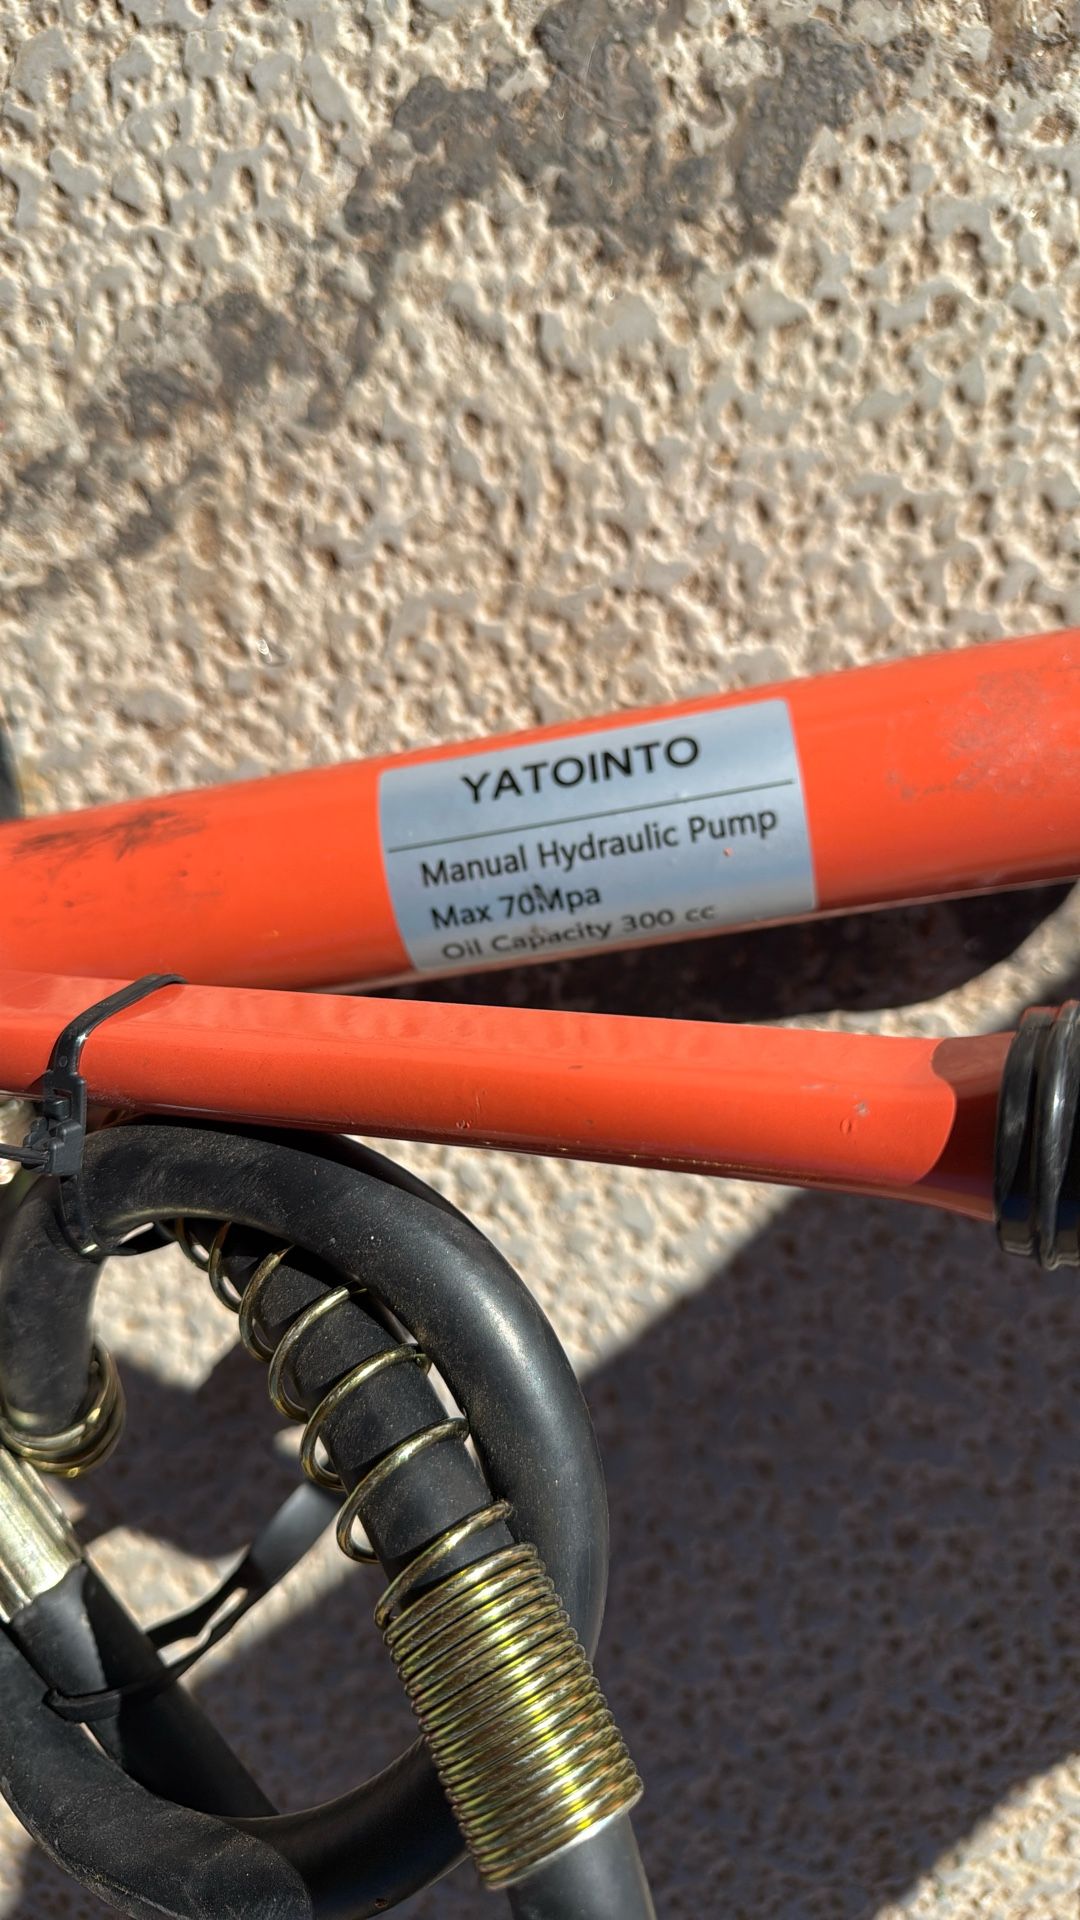 YATOINTO
Manual Hydraulic Pump
Max 70Mpa
Oil Capacity 300 cc